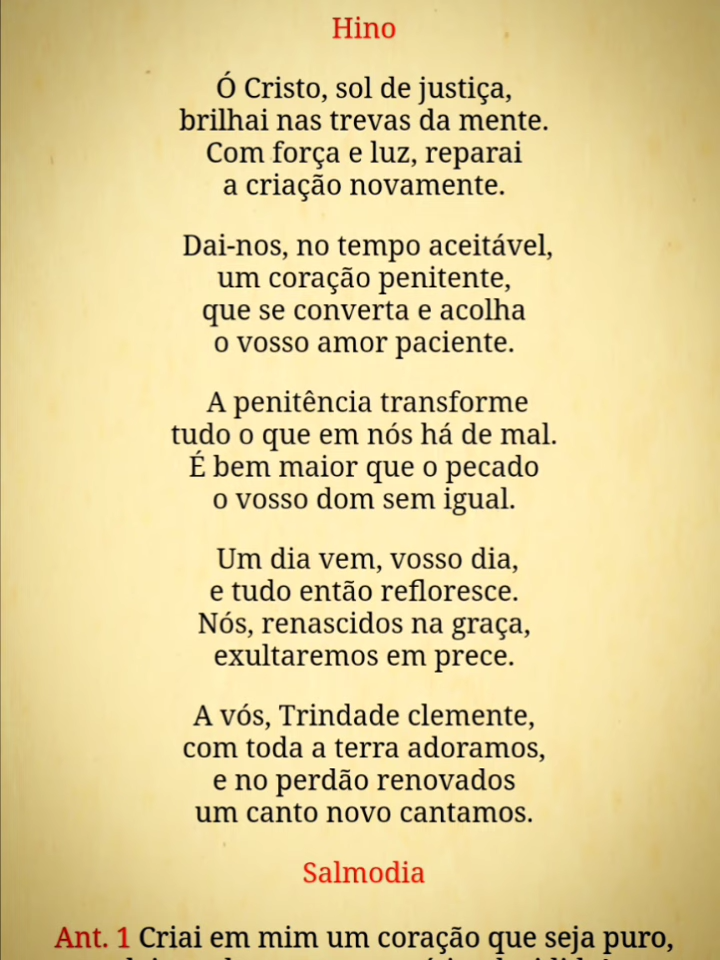 Hino
Ó Cristo, sol de justiça,
brilhai nas trevas da mente.
Com força e luz, reparai
a criação novamente.
Dai-nos, no tempo aceitável,
um coração penitente,
que se converta e acolha
o vosso amor paciente.
A penitência transforme
tudo o que em nós há de mal.
É bem maior que o pecado
o vosso dom sem igual.
Um dia vem, vosso dia,
e tudo então refloresce.
Nós, renascidos na graça,
exultaremos em prece.
A vós, Trindade clemente,
com toda a terra adoramos,
e no perdão renovados
um canto novo cantamos.
Salmodia
Ant. 1 Criai em mim um coração que seja puro,